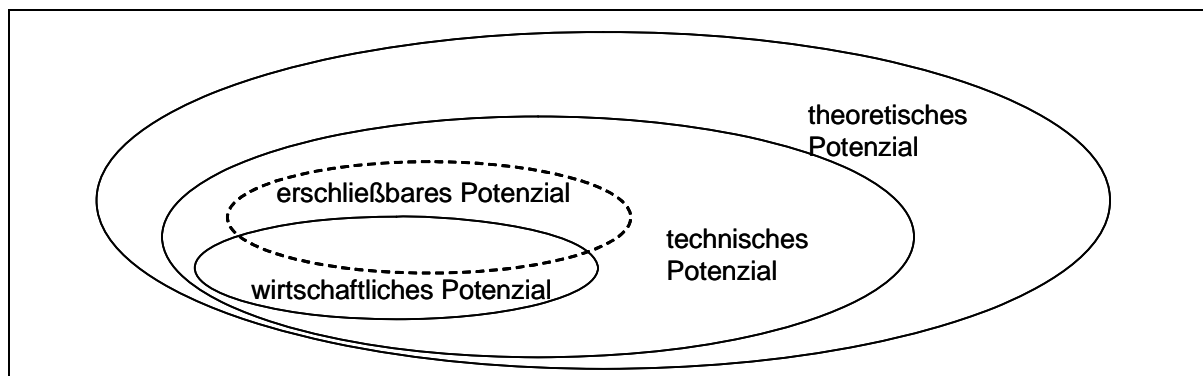 theoretisches
Potenzial
erschließbares Potenzial
technisches
Potenzial
wirtschaftliches Potenzial